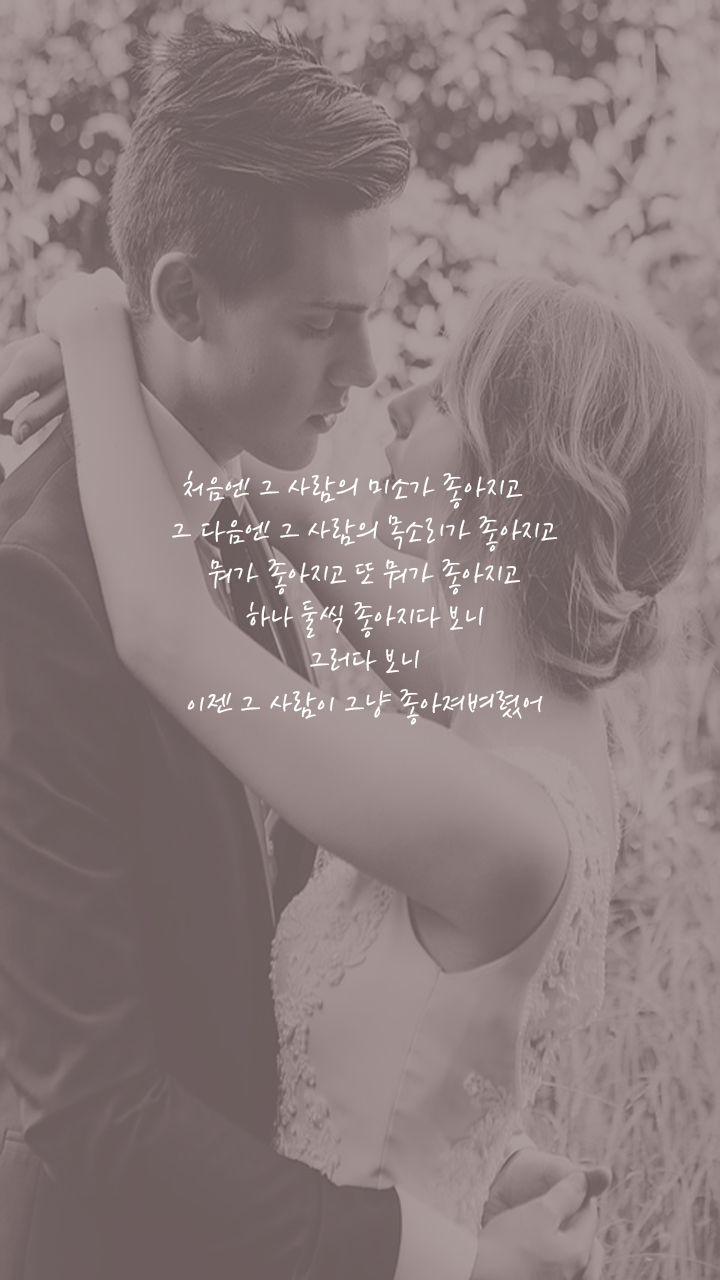 처음엔 그 사람의 미소가 좋아지고
그 다음엔 그 사람의 목소리가 좋아지고
뭐가 좋아지고 또 뭐가 좋아지고
하나 둘씩 좋아지다 보니
그러다 보니
이젠 그 사람이 그냥 좋아져벼렸어